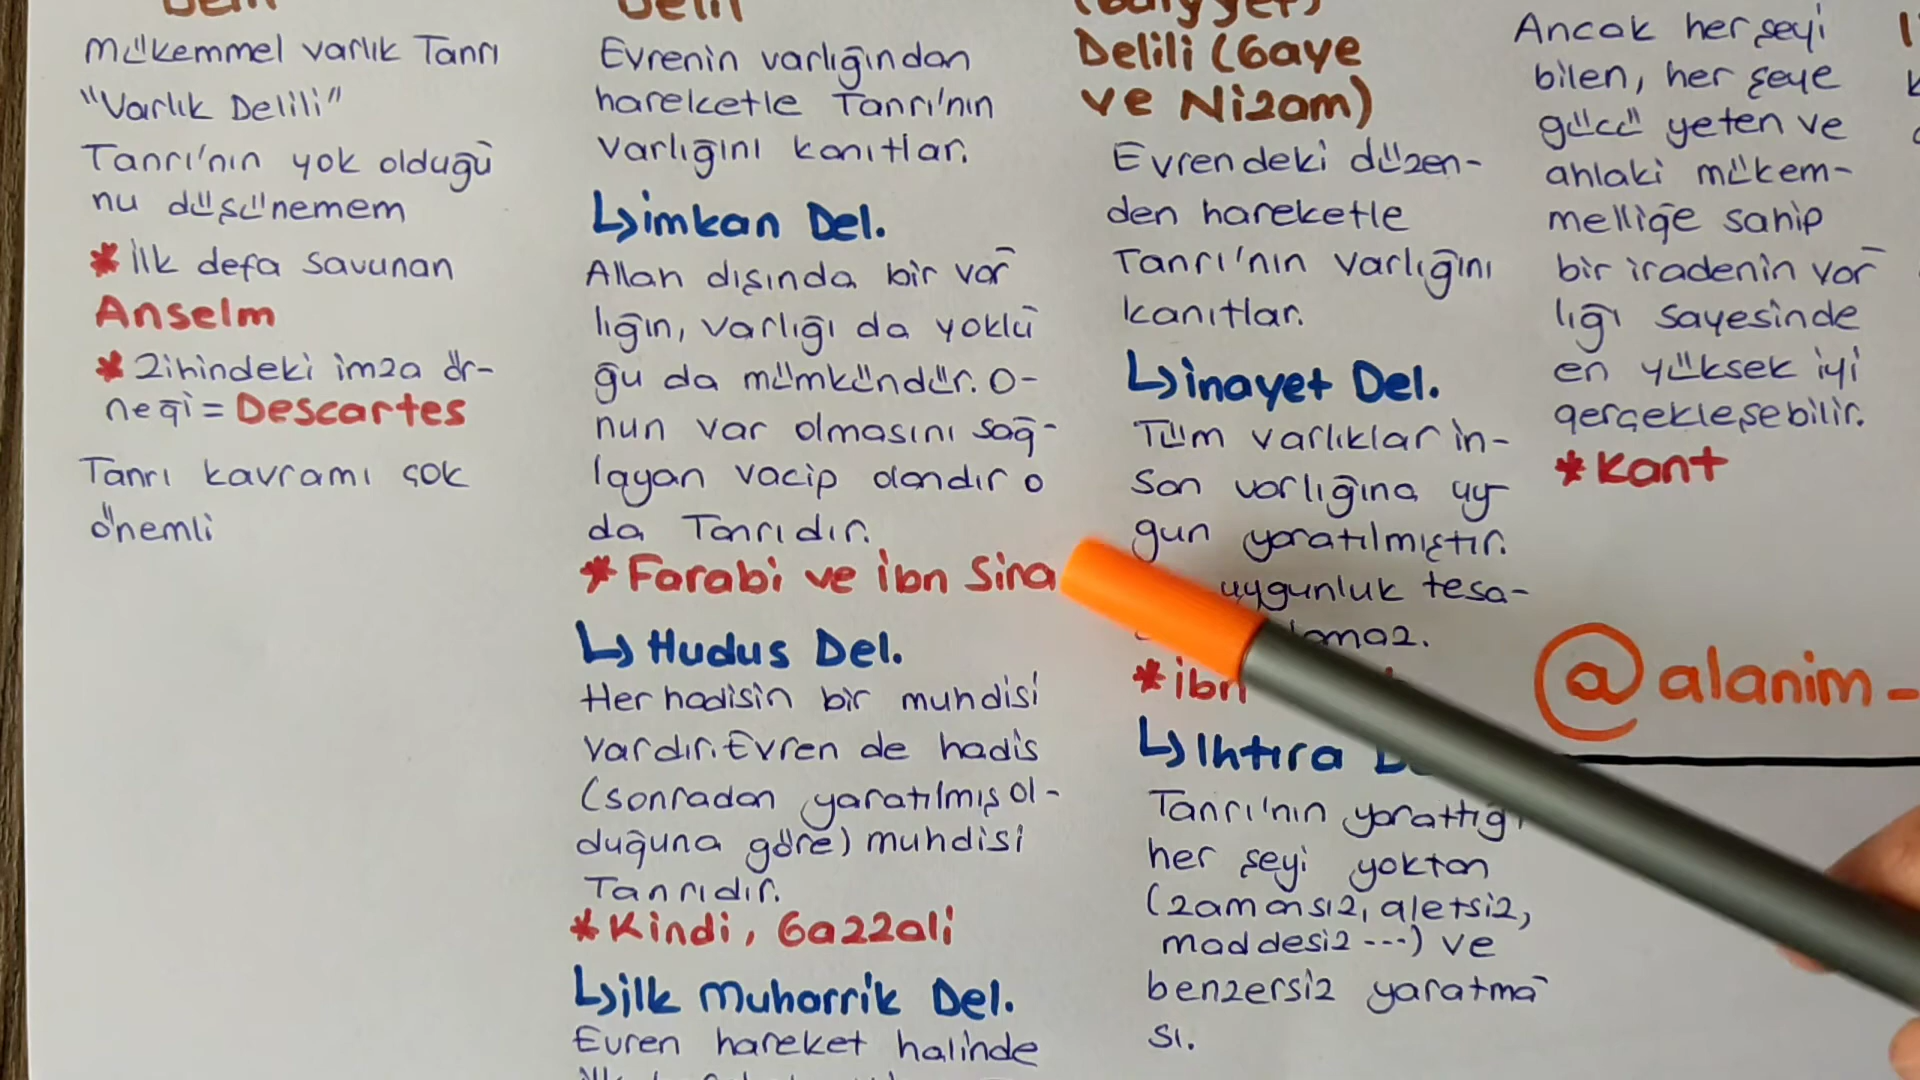 mükemmel varlık Tanrı
"Varlık Delili"
Tanrı'nın yok olduğu
nu düşünemem
* İlk defa savunan
Anselm
* Zihindeki imza ör-
neği = Descartes
Tanrı kavramı çok
önemli
Delil
Evrenin varlığından
hareketle Tanrı'nın
varlığını kanıtlar.
↳ imkan Del.
Allah dışında bir var
lığın, varlığı da yoklu
ğu da mümkündür. O-
nun var olmasını sağ-
layan vacip olandır o
da Tanrıdır.
* Farabi ve İbn Sina
↳ Hudus Del.
Her hadisin bir muhdisi
vardır. Evren de hadis
(sonradan yaratılmış ol-
duğuna göre) muhdisi
Tanrıdır.
* Kindi, Gazzali
↳ ilk Muharrik Del.
Evren hareket halinde
Delili (Gaye
ve Nizam)
Evrendeki düzen-
den hareketle
Tanrı'nın varlığını
kanıtlar.
↳ inayet Del.
Tüm varlıklar in-
san varlığına uy
gun yaratılmıştır.
uygunluk tesa-
* ibn
↳ Ihtıra
Tanrı'nın yarattığı
her şeyi yoktan
(zamansız, aletsiz,
maddesiz ---) ve
benzersiz yaratma
sı.
Ancak her şeyi
bilen, her şeye
gücü yeten ve
ahlaki mükem-
melliğe sahip
bir iradenin var
lığı sayesinde
en yüksek iyi
gerçekleşebilir.
* Kant
@alanim-